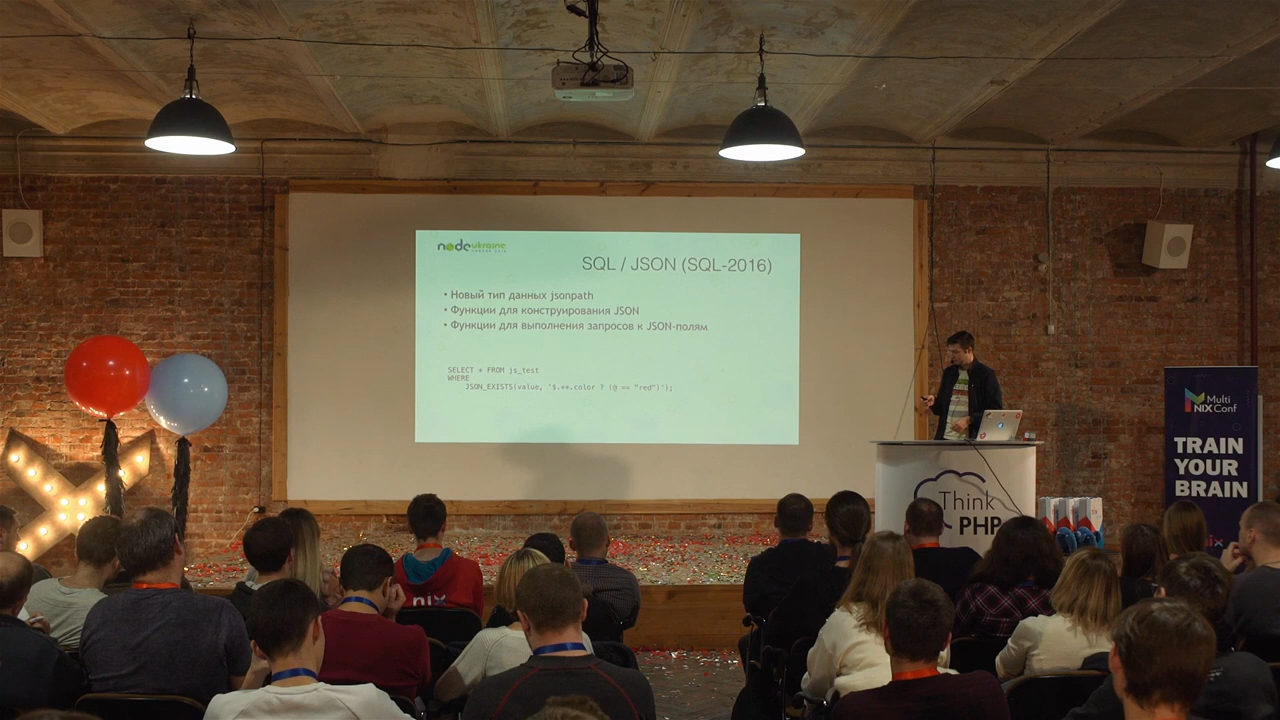 node ukraine
SQL / JSON (SQL-2016)
• Новый тип данных jsonpath
• Функции для конструирования JSON
• Функции для выполнения запросов к JSON-полям
SELECT * FROM js_test
WHERE
JSON_EXISTS(value, '$.**.color ? (@ == "red")');
Multi
NIX Conf
TRAIN
YOUR
BRAIN
Think
PHP
nix